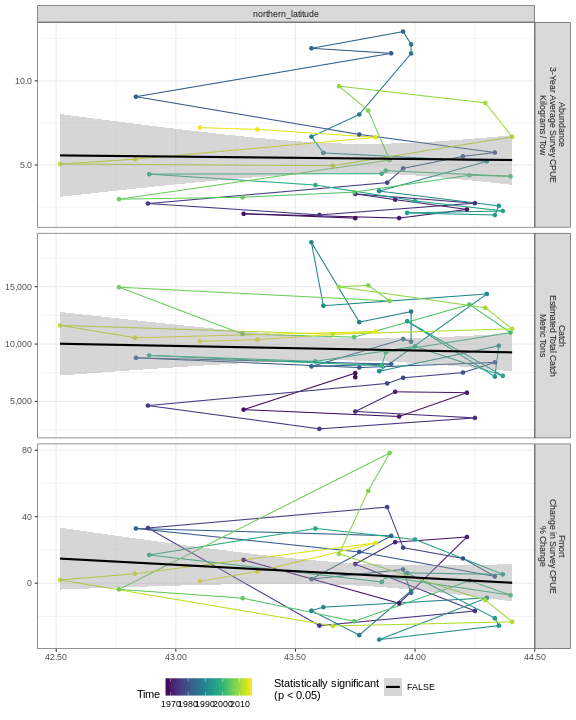 northern_latitude
10.0
5.0
Abundance
3-Year Average Survey CPUE
Kilograms/Tow
15,000
10,000
5,000
Catch
Estimated Total Catch
Metric Tons
80
40
0
Fmort
Change in Survey CPUE
% Change
42.50 43.00 43.50 44.00 44.50
Time
1970 1980 1990 2000 2010
Statistically significant
(p < 0.05)
FALSE